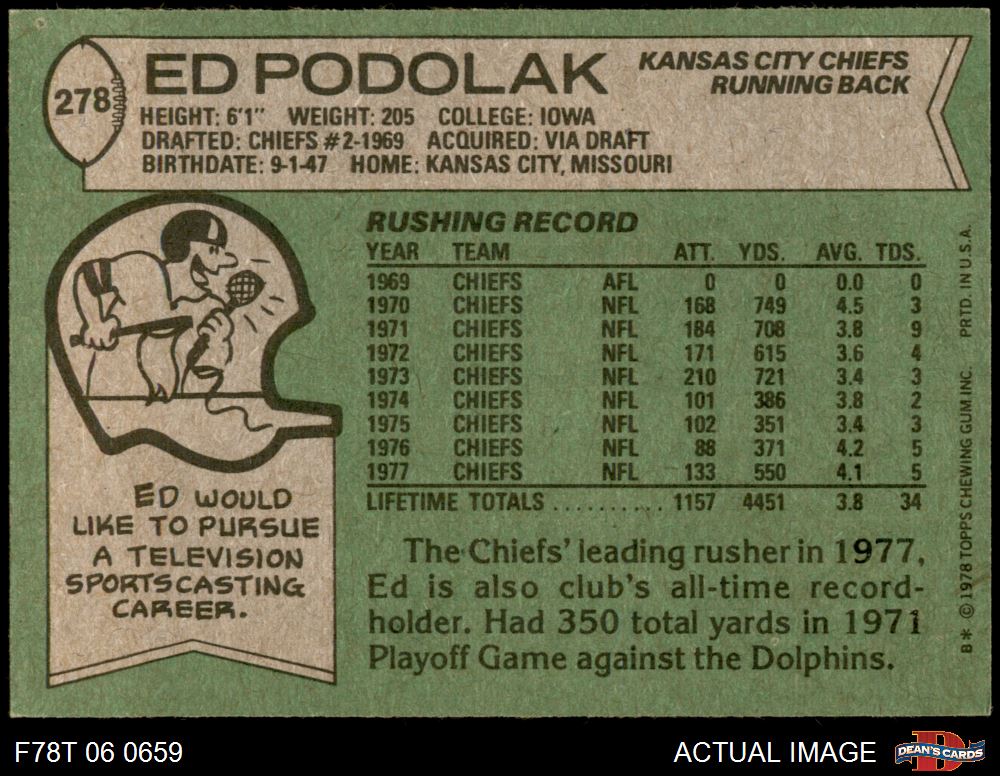 278
ED PODOLAK
KANSAS CITY CHIEFS
RUNNING BACK
HEIGHT: 6'1" WEIGHT: 205 COLLEGE: IOWA
DRAFTED: CHIEFS #2-1969 ACQUIRED: VIA DRAFT
BIRTHDATE: 9-1-47 HOME: KANSAS CITY, MISSOURI
RUSHING RECORD
YEAR TEAM ATT. YDS. AVG. TDS.
1969 CHIEFS AFL 0 0 0.0 0
1970 CHIEFS NFL 168 749 4.5 3
1971 CHIEFS NFL 184 708 3.8 9
1972 CHIEFS NFL 171 615 3.6 4
1973 CHIEFS NFL 210 721 3.4 3
1974 CHIEFS NFL 101 386 3.8 2
1975 CHIEFS NFL 102 351 3.4 3
1976 CHIEFS NFL 88 371 4.2 5
1977 CHIEFS NFL 133 550 4.1 5
LIFETIME TOTALS .......... 1157 4451 3.8 34
ED WOULD
LIKE TO PURSUE
A TELEVISION
SPORTSCASTING
CAREER.
The Chiefs' leading rusher in 1977,
Ed is also club's all-time record-
holder. Had 350 total yards in 1971
Playoff Game against the Dolphins.
B* © 1978 TOPPS CHEWING GUM INC. PRTD. IN U.S.A.
F78T 06 0659
ACTUAL IMAGE
DEAN'S CARDS